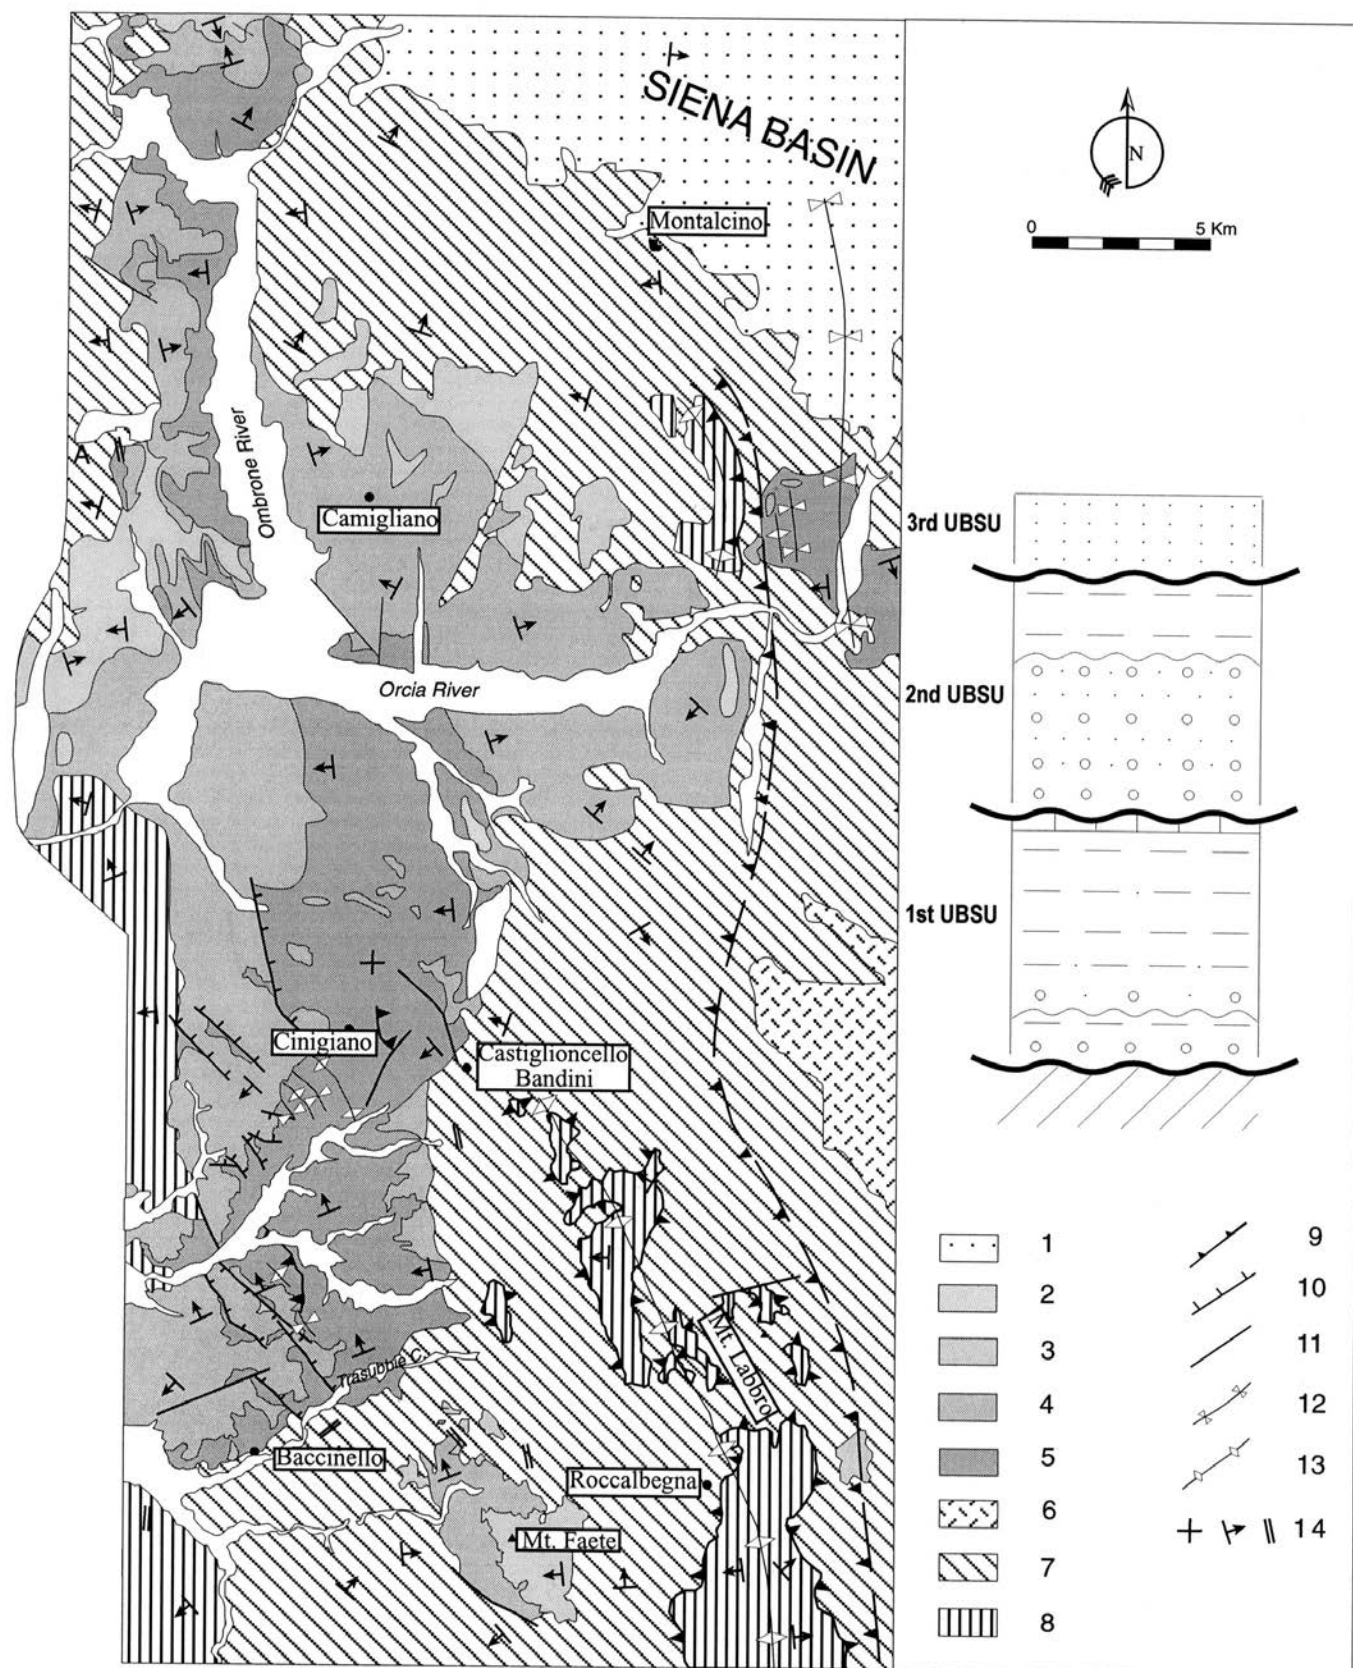 SIENA BASIN
N
0 5 Km
Montalcino
Ombrone River
A
Camigliano
3rd UBSU
Orcia River
2nd UBSU
1st UBSU
Cinigiano
Castiglioncello
Bandini
Mt. Labbro
Trasubbie C.
Baccinello
Roccalbegna
Mt. Faete
1
2
3
4
5
6
7
8
9
10
11
12
13
14